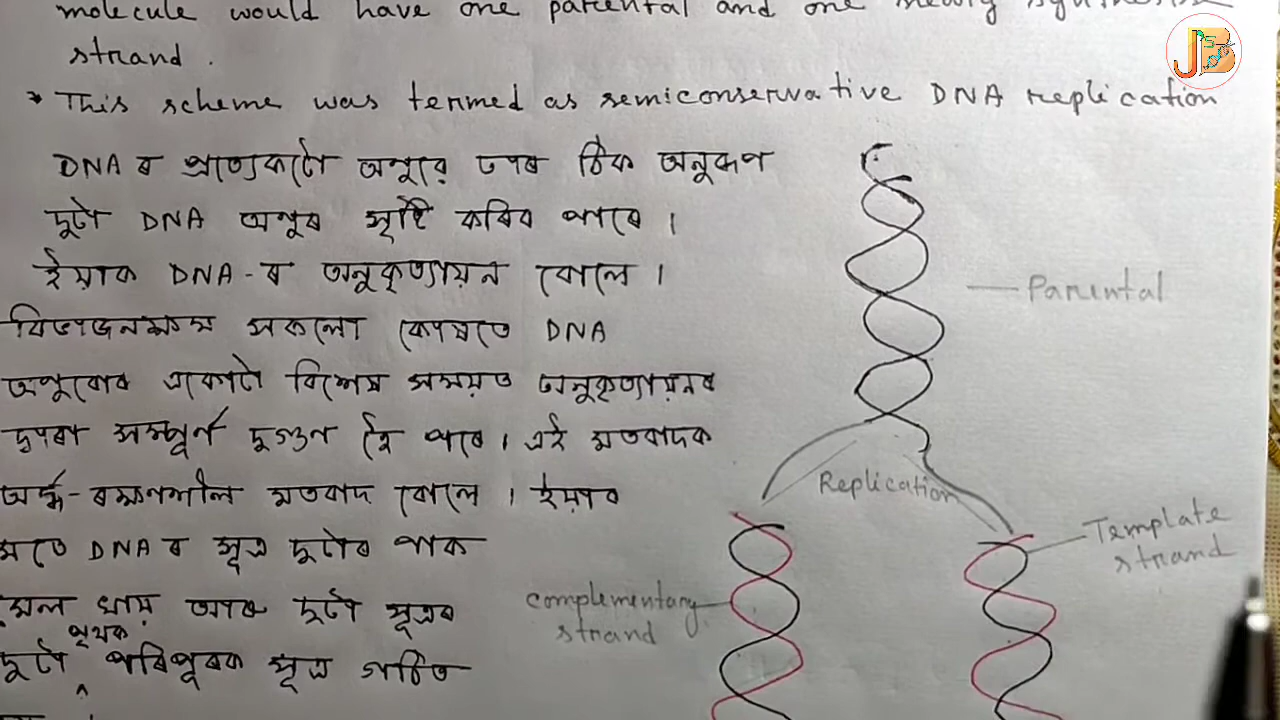 molecule would have one parental and one newly synthesise
strand.
* This scheme was termed as semiconservative DNA replication
DNA ৰ প্ৰত্যেকটো অণুৱে তাৰ ঠিক অনুৰূপ
দুটা DNA অণুৰ সৃষ্টি কৰিব পাৰে।
ইয়াক DNA-ৰ অনুকৃত্যায়ন বোলে।
বিভাজনক্ষম সকলো কোষতে DNA
অণুবোৰ একোটা বিশেষ সময়ত অনুকৃত্যায়নৰ
দ্বাৰা সম্পূৰ্ণ দুগুণ হৈ পৰে। এই মতবাদক
অৰ্দ্ধ-ৰক্ষণশীল মতবাদ বোলে। ইয়াৰ
মতে DNA ৰ সূত্ৰ দুটাৰ পাক
খায় আৰু দুটা সূত্ৰৰ
পৃথক
দুটা পৰিপূৰক সূত্ৰ গঠিত
Parental
Replication
Template
strand
complementary
strand
JB